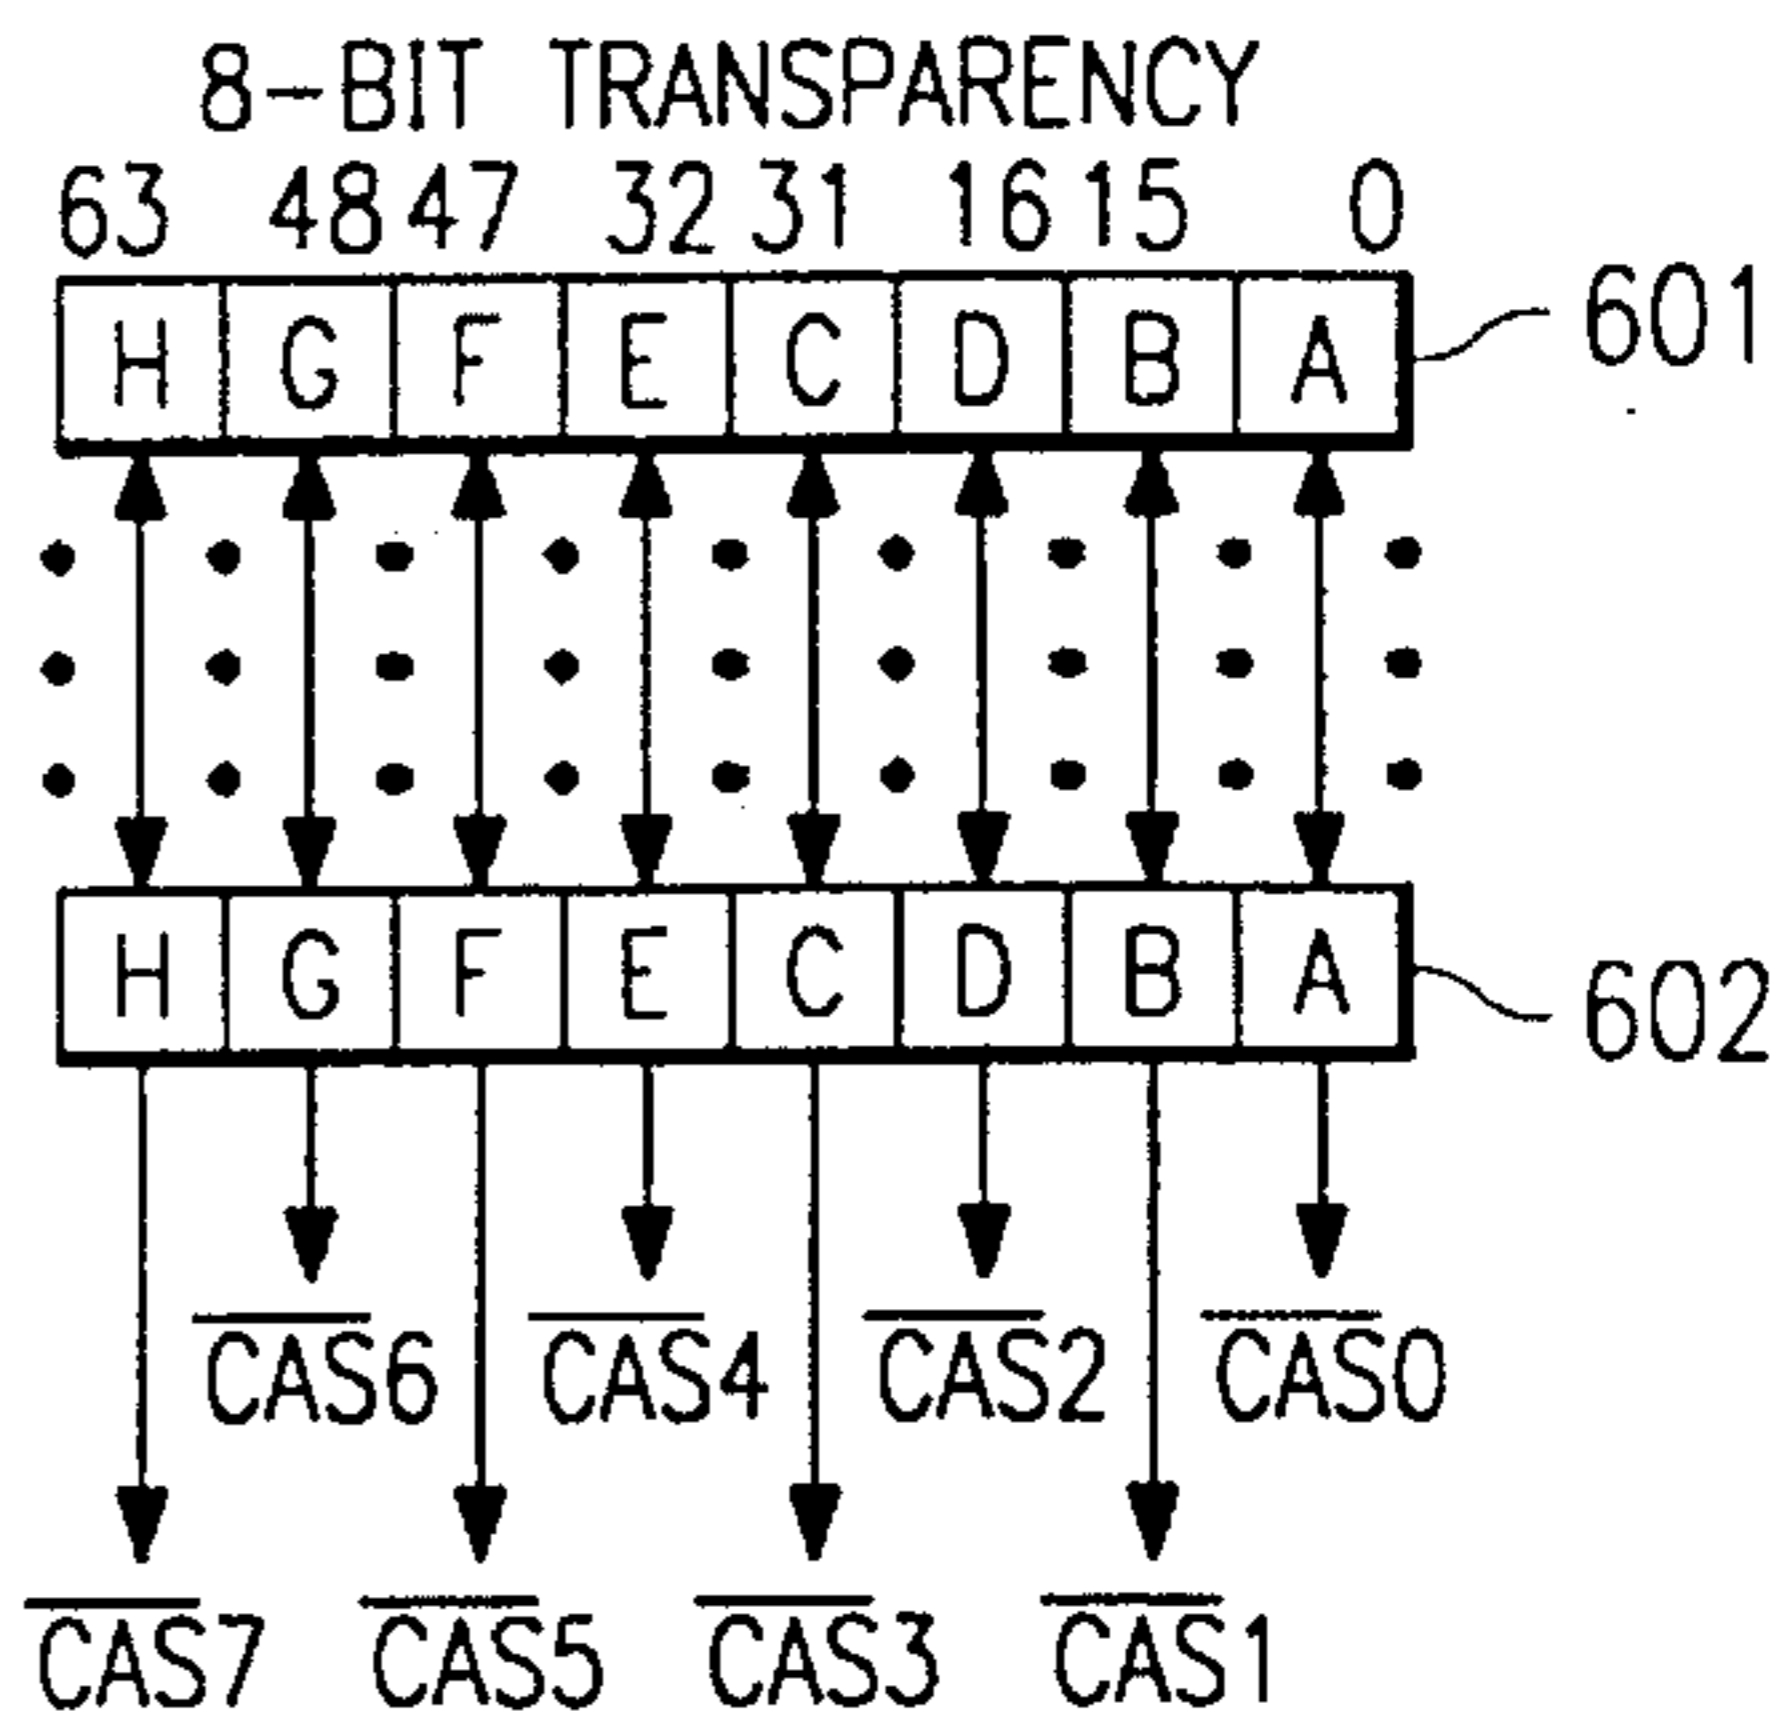 8-BIT TRANSPARENCY
63 48 47 32 31 16 15 0
H G F E C D B A 601
H G F E C D B A 602
CAS6 CAS4 CAS2 CAS0
CAS7 CAS5 CAS3 CAS1